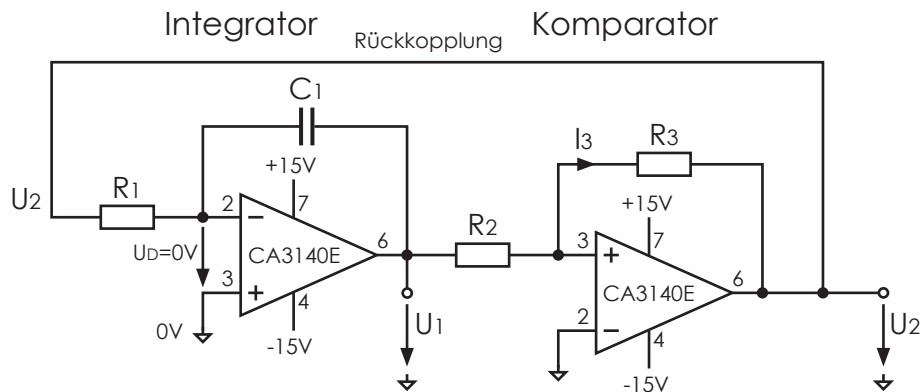 Integrator
Komparator
Rückkopplung
C1
I3
R3
+15V
+15V
U2
R1
2
7
R2
3
7
UD=0V
CA3140E
6
3
CA3140E
6
0V
4
2
4
U1
U2
-15V
-15V